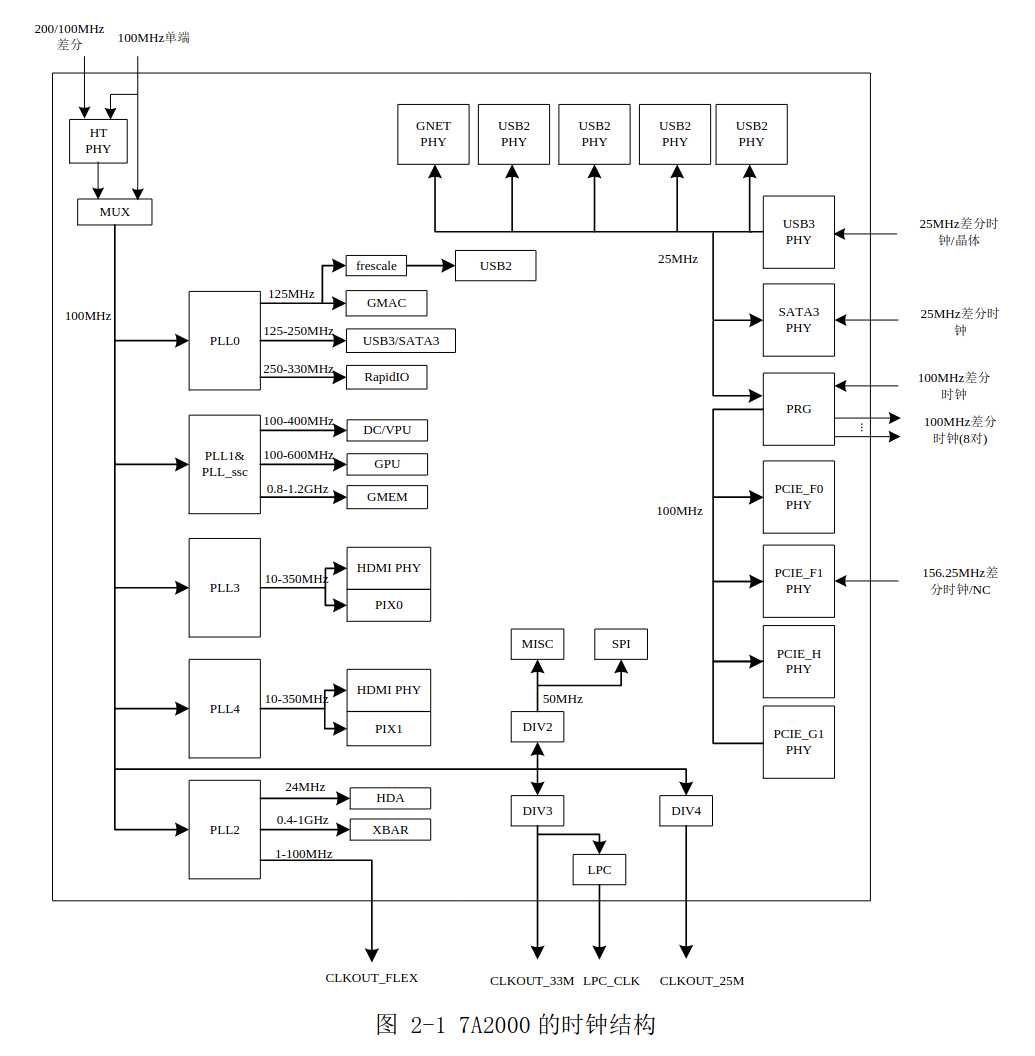 200/100MHz
差分
100MHz单端
HT
PHY
MUX
100MHz
GNET
PHY
USB2
PHY
USB2
PHY
USB2
PHY
USB2
PHY
USB3
PHY
25MHz差分时
钟/晶体
25MHz
SATA3
PHY
25MHz差分时
钟
PRG
100MHz差分
时钟
100MHz差分
时钟(8对)
...
100MHz
PCIE_F0
PHY
PCIE_F1
PHY
156.25MHz差
分时钟/NC
PCIE_H
PHY
PCIE_G1
PHY
PLL0
125MHz
frescale
USB2
GMAC
125-250MHz
USB3/SATA3
250-330MHz
RapidIO
PLL1&
PLL_ssc
100-400MHz
DC/VPU
100-600MHz
GPU
0.8-1.2GHz
GMEM
PLL3
10-350MHz
HDMI PHY
PIX0
PLL4
10-350MHz
HDMI PHY
PIX1
MISC
SPI
50MHz
DIV2
DIV3
DIV4
LPC
PLL2
24MHz
HDA
0.4-1GHz
XBAR
1-100MHz
CLKOUT_FLEX
CLKOUT_33M
LPC_CLK
CLKOUT_25M
图 2-1 7A2000 的时钟结构